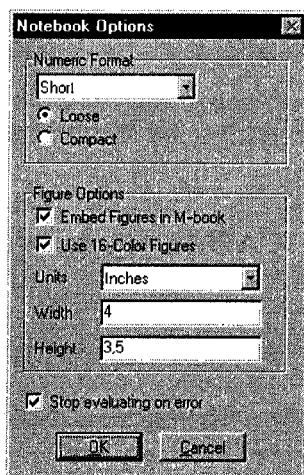 Notebook Options
Numeric Format
Short
Loose
Compact
Figure Options
Embed Figures in M-book
Use 16-Color Figures
Units Inches
Width 4
Height 3,5
Stop evaluating on error
OK Cancel